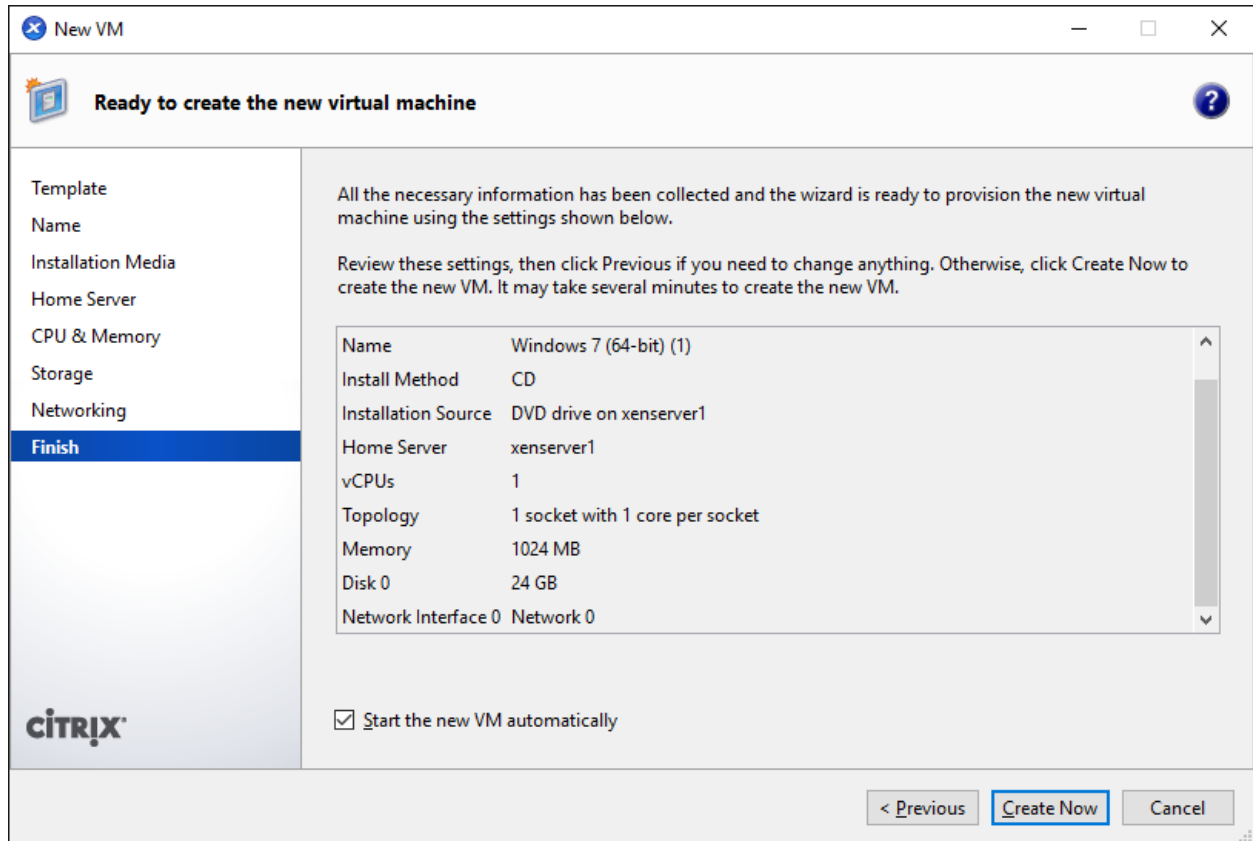 New VM
Ready to create the new virtual machine
?
Template
Name
Installation Media
Home Server
CPU & Memory
Storage
Networking
Finish
All the necessary information has been collected and the wizard is ready to provision the new virtual
machine using the settings shown below.
Review these settings, then click Previous if you need to change anything. Otherwise, click Create Now to
create the new VM. It may take several minutes to create the new VM.
Name Windows 7 (64-bit) (1)
Install Method CD
Installation Source DVD drive on xenserver1
Home Server xenserver1
vCPUs 1
Topology 1 socket with 1 core per socket
Memory 1024 MB
Disk 0 24 GB
Network Interface 0 Network 0
CITRIX
Start the new VM automatically
< Previous Create Now Cancel